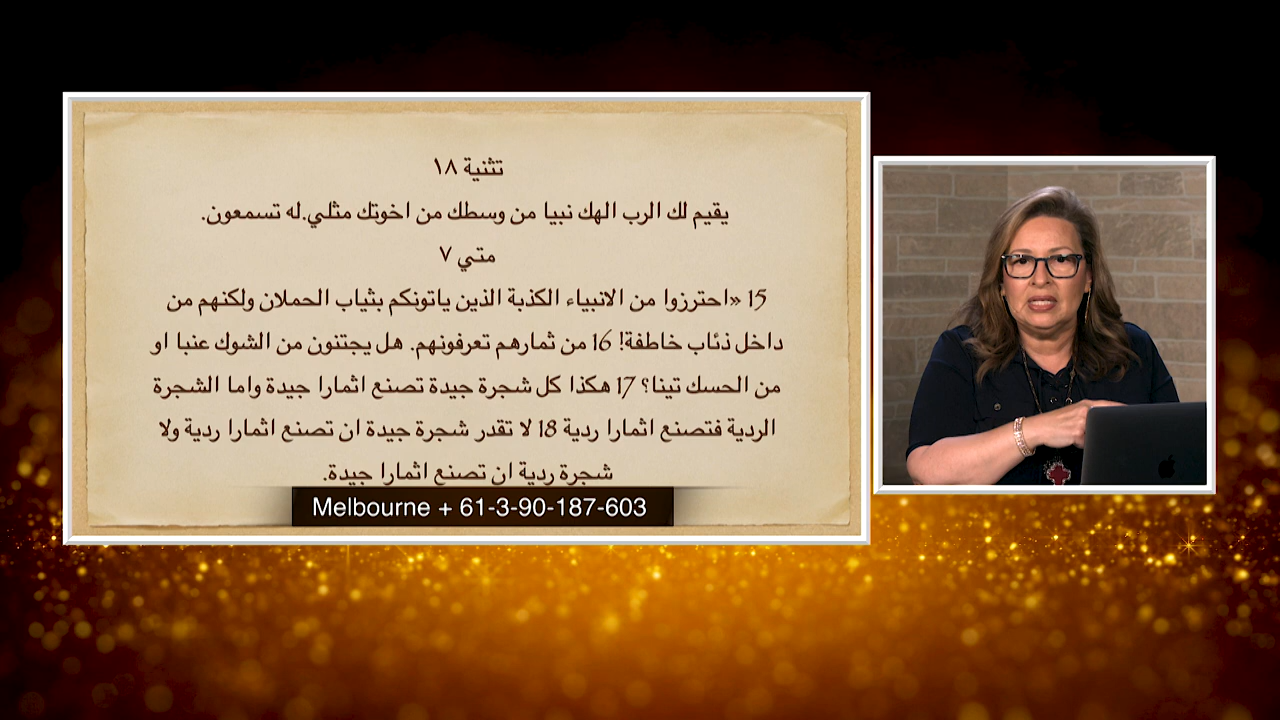 تثنية ١٨
يقيم لك الرب الهك نبيا من وسطك من اخوتك مثلي.له تسمعون.
متي ٧
15 «احترزوا من الانبياء الكذبة الذين ياتونكم بثياب الحملان ولكنهم من
داخل ذئاب خاطفة! 16 من ثمارهم تعرفونهم. هل يجتنون من الشوك عنبا او
من الحسك تينا؟ 17 هكذا كل شجرة جيدة تصنع اثمارا جيدة واما الشجرة
الردية فتصنع اثمارا ردية 18 لا تقدر شجرة جيدة ان تصنع اثمارا ردية ولا
شجرة ردية ان تصنع اثمارا جيدة.
Melbourne + 61-3-90-187-603